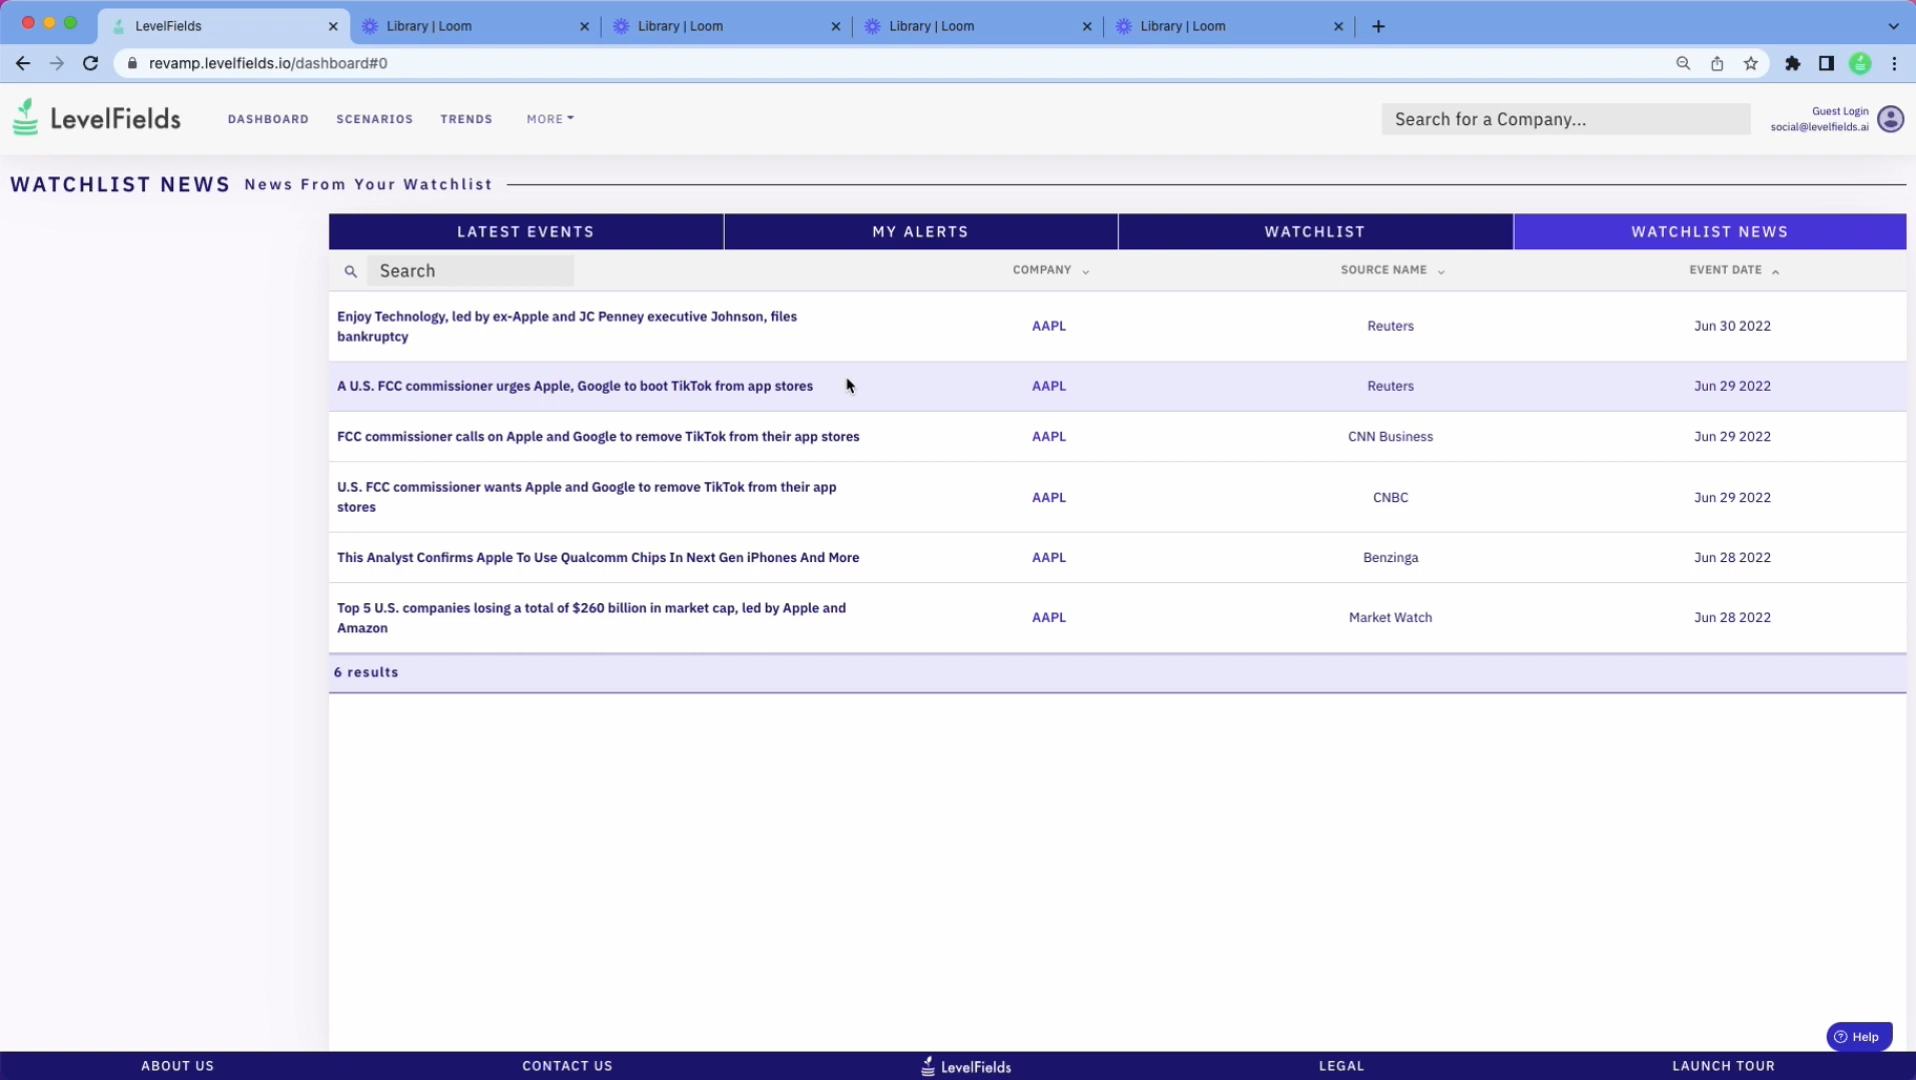 LevelFields
Library | Loom
Library | Loom
Library | Loom
Library | Loom
revamp.levelfields.io/dashboard#0
LevelFields
DASHBOARD
SCENARIOS
TRENDS
MORE
Search for a Company...
Guest Login
social@levelfields.ai
WATCHLIST NEWS News From Your Watchlist
LATEST EVENTS
MY ALERTS
WATCHLIST
WATCHLIST NEWS
Search
COMPANY
SOURCE NAME
EVENT DATE
Enjoy Technology, led by ex-Apple and JC Penney executive Johnson, files
bankruptcy
AAPL
Reuters
Jun 30 2022
A U.S. FCC commissioner urges Apple, Google to boot TikTok from app stores
AAPL
Reuters
Jun 29 2022
FCC commissioner calls on Apple and Google to remove TikTok from their app stores
AAPL
CNN Business
Jun 29 2022
U.S. FCC commissioner wants Apple and Google to remove TikTok from their app
stores
AAPL
CNBC
Jun 29 2022
This Analyst Confirms Apple To Use Qualcomm Chips In Next Gen iPhones And More
AAPL
Benzinga
Jun 28 2022
Top 5 U.S. companies losing a total of $260 billion in market cap, led by Apple and
Amazon
AAPL
Market Watch
Jun 28 2022
6 results
Help
ABOUT US
CONTACT US
LevelFields
LEGAL
LAUNCH TOUR